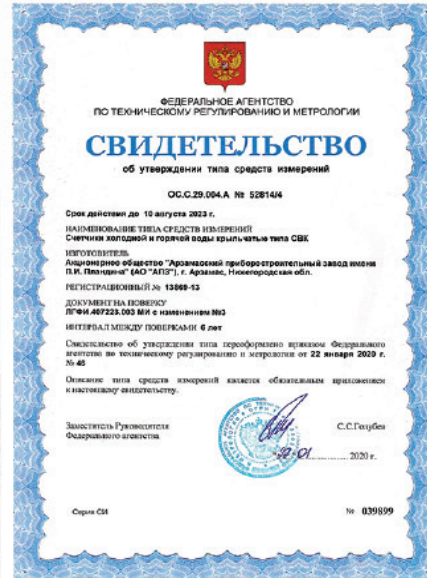 ФЕДЕРАЛЬНОЕ АГЕНТСТВО
ПО ТЕХНИЧЕСКОМУ РЕГУЛИРОВАНИЮ И МЕТРОЛОГИИ
СВИДЕТЕЛЬСТВО
об утверждении типа средств измерений
ОС.С.29.004.А № 52814/4
Срок действия до 10 августа 2023 г.
НАИМЕНОВАНИЕ ТИПА СРЕДСТВ ИЗМЕРЕНИЙ
Счетчики холодной и горячей воды крыльчатые типа СВК
ИЗГОТОВИТЕЛЬ
Акционерное общество "Арзамасский приборостроительный завод имени
П.И. Пландина" (АО "АПЗ"), г. Арзамас, Нижегородская обл.
РЕГИСТРАЦИОННЫЙ № 13869-13
ДОКУМЕНТ НА ПОВЕРКУ
ЛГФИ.407223.003 МИ с изменением №3
ИНТЕРВАЛ МЕЖДУ ПОВЕРКАМИ 6 лет
Свидетельство об утверждении типа переоформлено приказом Федерального
агентства по техническому регулированию и метрологии от 22 января 2020 г.
№ 46
Описание типа средств измерений является обязательным приложением
к настоящему свидетельству.
Заместитель Руководителя
Федерального агентства
С.С.Голубев
01 2020 г.
Серия СИ
№ 039899